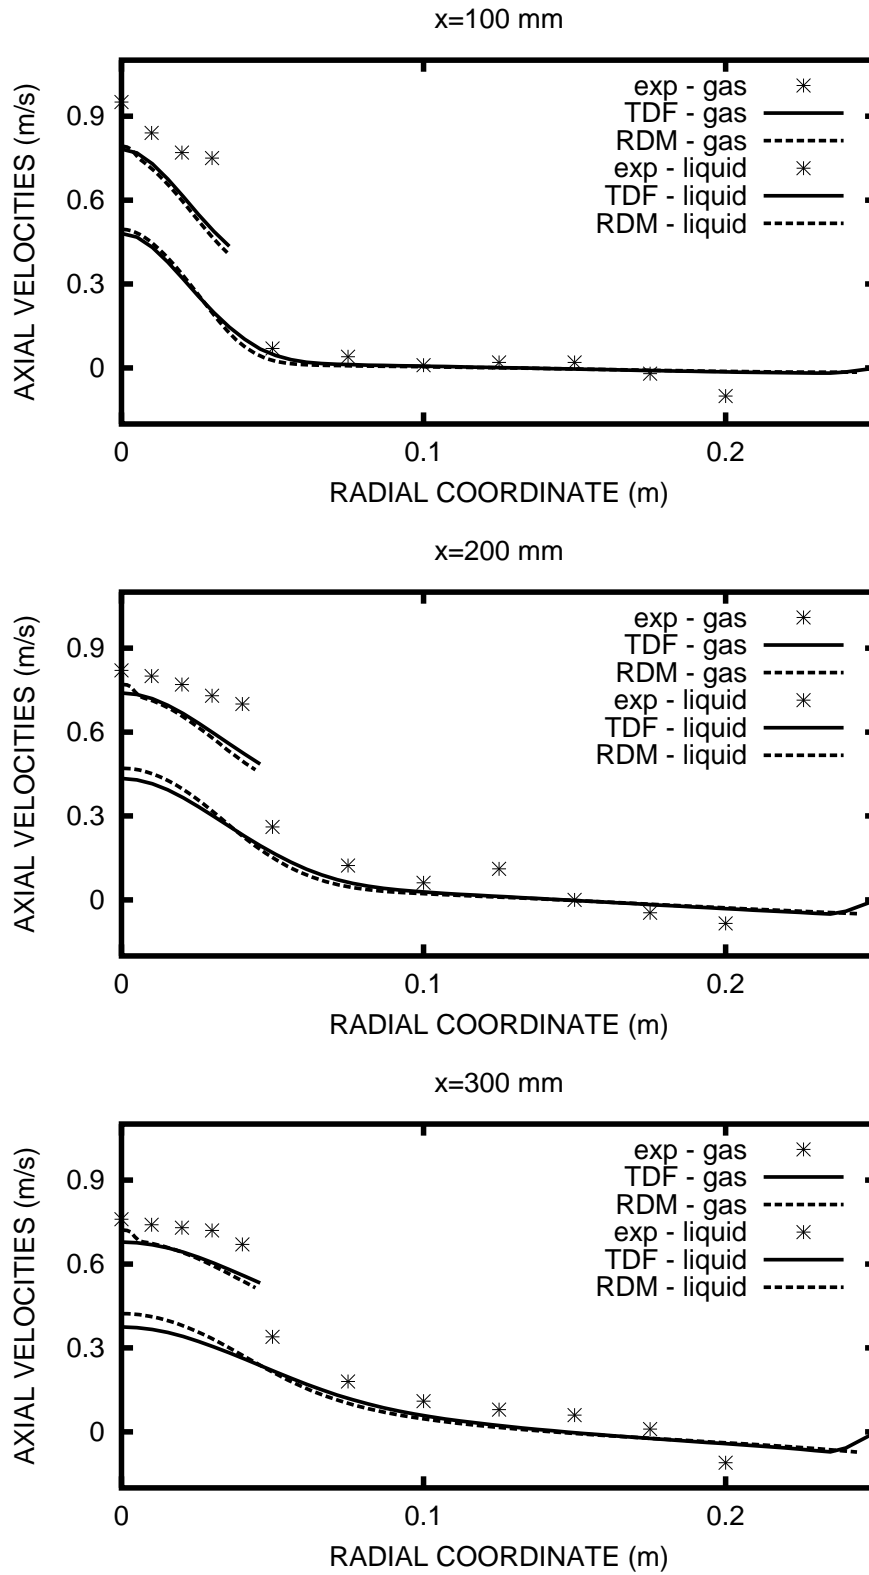 x=100 mm
AXIAL VELOCITIES (m/s)
0.9
0.6
0.3
0
exp - gas
TDF - gas
RDM - gas
exp - liquid
TDF - liquid
RDM - liquid
0 0.1 0.2
RADIAL COORDINATE (m)
x=200 mm
AXIAL VELOCITIES (m/s)
0.9
0.6
0.3
0
exp - gas
TDF - gas
RDM - gas
exp - liquid
TDF - liquid
RDM - liquid
0 0.1 0.2
RADIAL COORDINATE (m)
x=300 mm
AXIAL VELOCITIES (m/s)
0.9
0.6
0.3
0
exp - gas
TDF - gas
RDM - gas
exp - liquid
TDF - liquid
RDM - liquid
0 0.1 0.2
RADIAL COORDINATE (m)